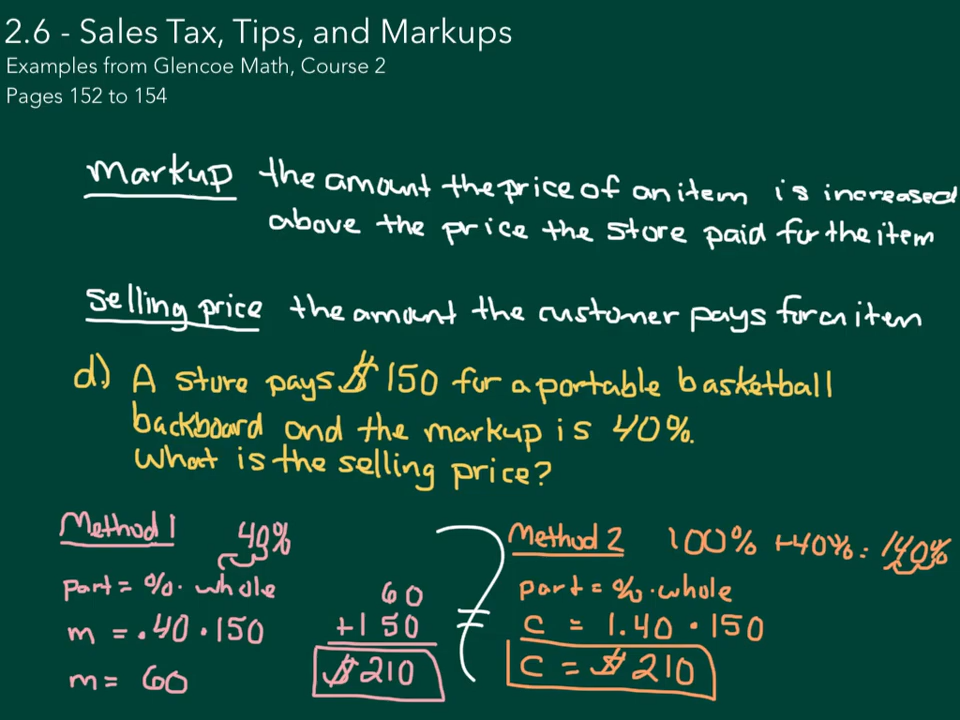 2.6 - Sales Tax, Tips, and Markups
Examples from Glencoe Math, Course 2
Pages 152 to 154
Markup the amount the price of an item is increased
above the price the store paid for the item
Selling price the amount the customer pays for an item
d.) A store pays $150 for a portable basketball
backboard and the markup is 40%.
What is the selling price?
Method 1 40%
part = % · whole
m = .40 · 150
m = 60
60
+150
$210
=
Method 2 100% + 40% = 140%
part = % · whole
c = 1.40 · 150
c = $210